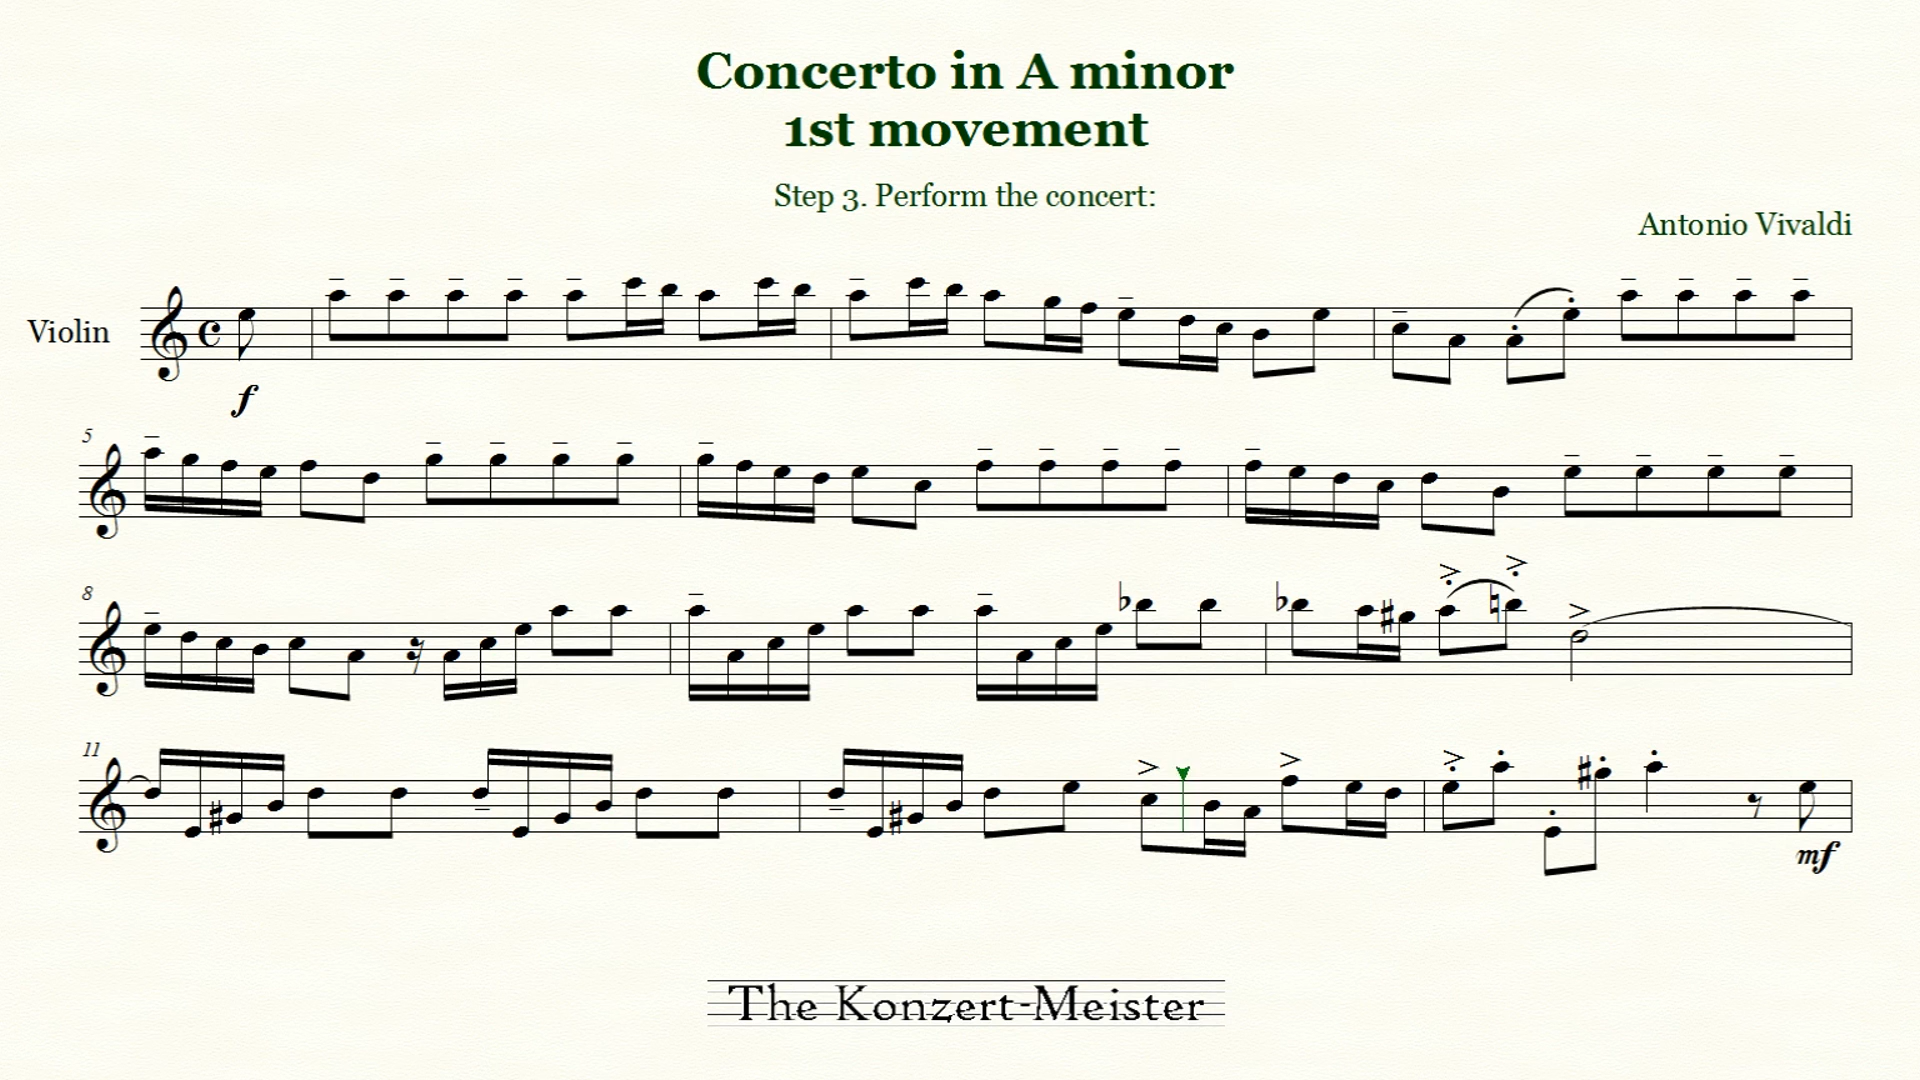 Concerto in A minor
1st movement
Step 3. Perform the concert:
Antonio Vivaldi
Violin
f
5
8
11
mf
The Konzert-Meister